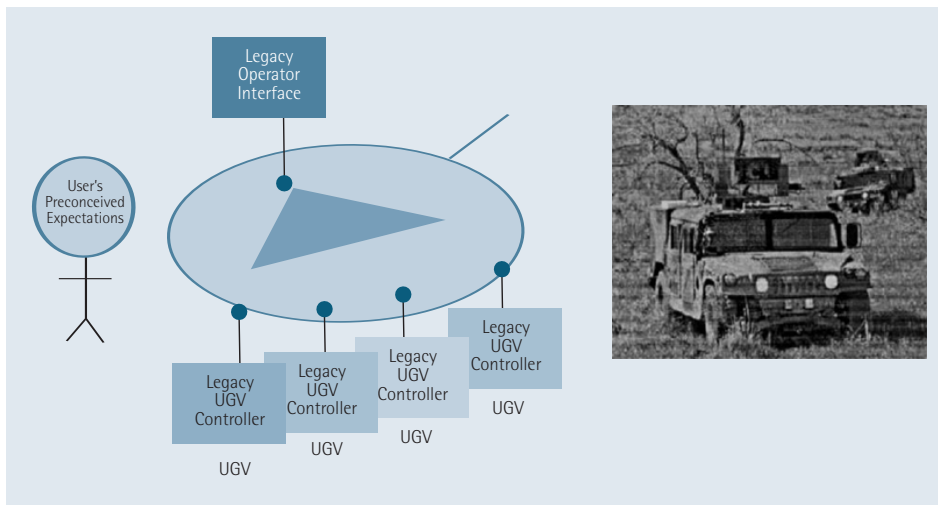 Legacy
Operator
Interface
User's
Preconceived
Expectations
Legacy
UGV
Controller
UGV
Legacy
UGV
Controller
UGV
Legacy
UGV
Controller
UGV
Legacy
UGV
Controller
UGV